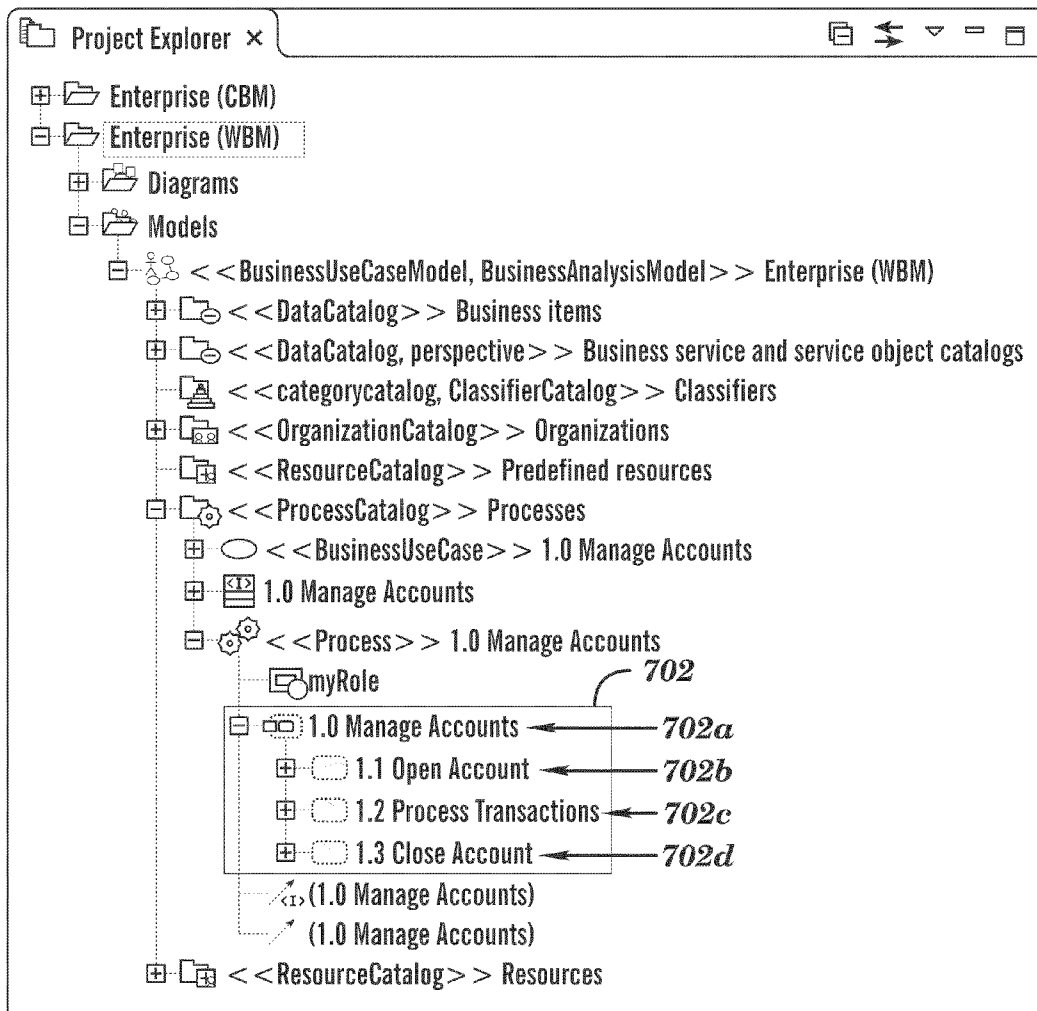 Project Explorer ×
Enterprise (CBM)
Enterprise (WBM)
Diagrams
Models
<<BusinessUseCaseModel, BusinessAnalysisModel>> Enterprise (WBM)
<<DataCatalog>> Business items
<<DataCatalog, perspective>> Business service and service object catalogs
<<categorycatalog, ClassifierCatalog>> Classifiers
<<OrganizationCatalog>> Organizations
<<ResourceCatalog>> Predefined resources
<<ProcessCatalog>> Processes
<<BusinessUseCase>> 1.0 Manage Accounts
<I> 1.0 Manage Accounts
<<Process>> 1.0 Manage Accounts
702
myRole
1.0 Manage Accounts 702a
1.1 Open Account 702b
1.2 Process Transactions 702c
1.3 Close Account 702d
<I> (1.0 Manage Accounts)
(1.0 Manage Accounts)
<<ResourceCatalog>> Resources